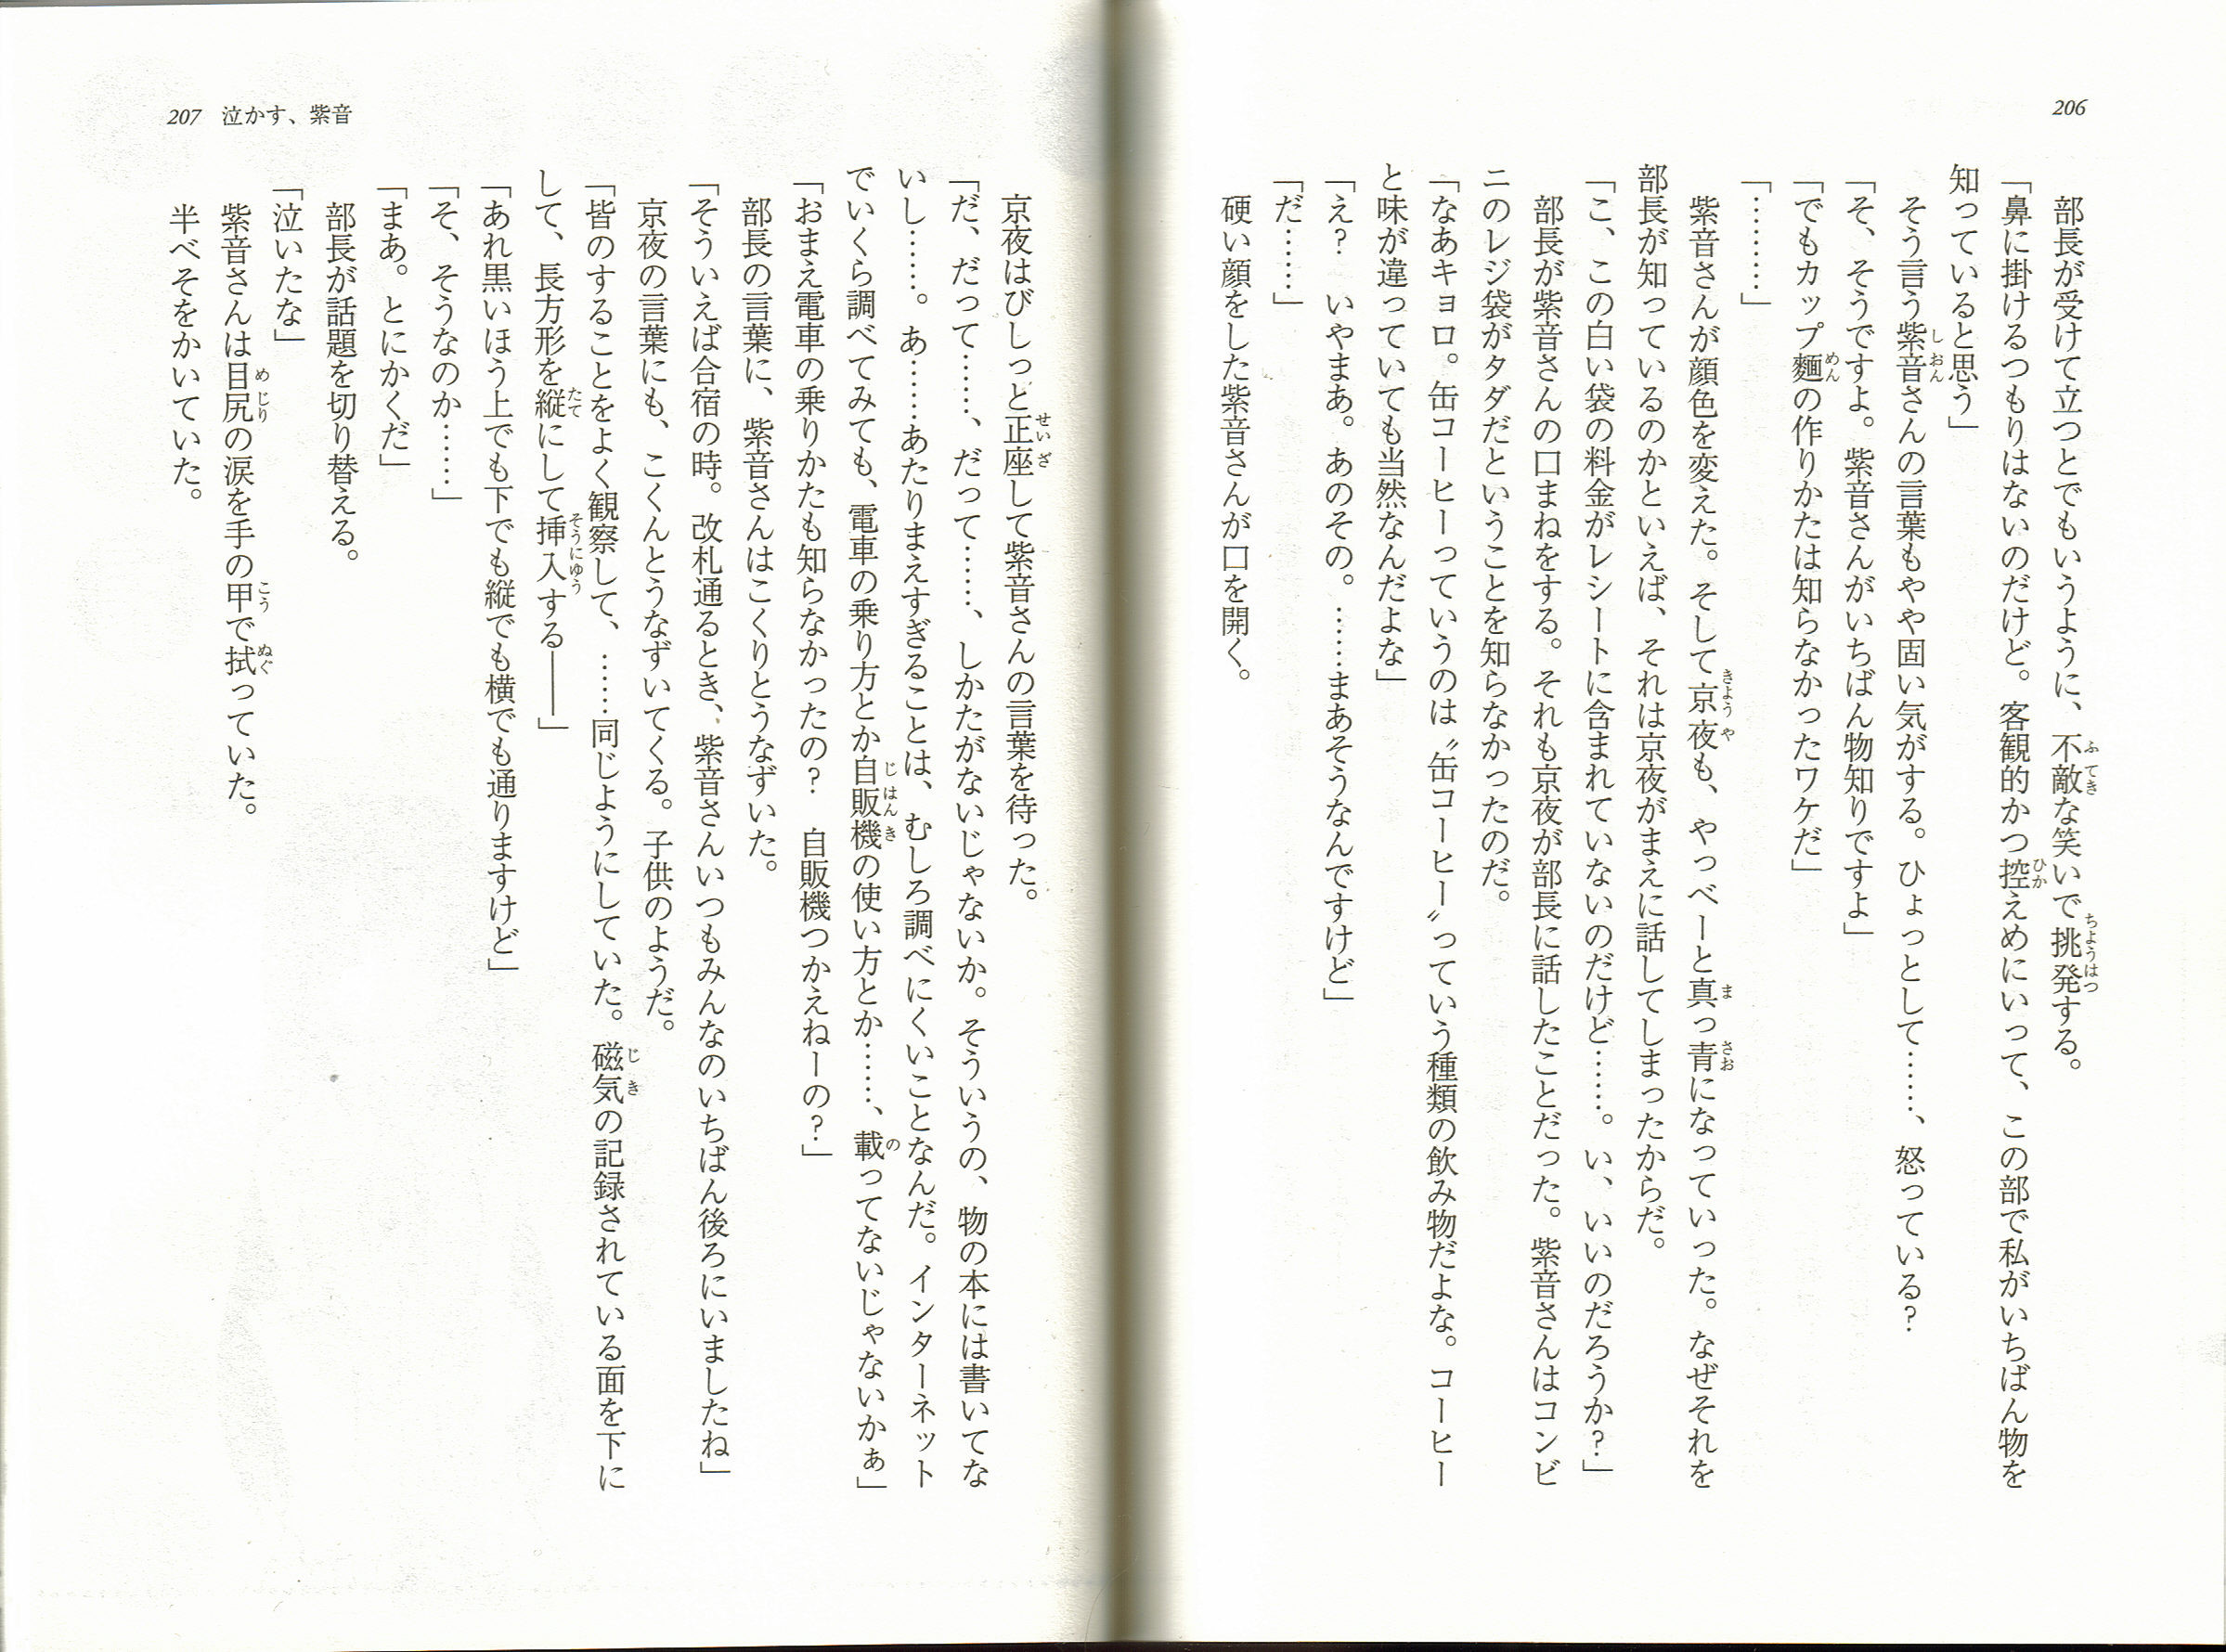 206
　部長が受けて立つとでもいうように、不敵な笑いで挑発する。
「鼻に掛けるつもりはないのだけど。客観的かつ控えめにいって、この部で私がいちばん物を
知っていると思う」
　そう言う紫音さんの言葉もやや固い気がする。ひょっとして……、怒っている？
「そ、そうですよ。紫音さんがいちばん物知りですよ」
「でもカップ麺の作りかたは知らなかったワケだ」
「………」
　紫音さんが顔色を変えた。そして京夜も、やっべーと真っ青になっていった。なぜそれを
部長が知っているのかといえば、それは京夜がまえに話してしまったからだ。
「こ、この白い袋の料金がレシートに含まれていないのだけど……。い、いいのだろうか？」
　部長が紫音さんの口まねをする。それも京夜が部長に話したことだった。紫音さんはコンビ
ニのレジ袋がタダだということを知らなかったのだ。
「なあキョロ。缶コーヒーっていうのは〝缶コーヒー〟っていう種類の飲み物だよな。コーヒー
と味が違っていても当然なんだよな」
「え？　いやまあ。あのその。……まあそうなんですけど」
「だ……」
　硬い顔をした紫音さんが口を開く。
207　泣かす、紫音
　京夜はびしっと正座して紫音さんの言葉を待った。
「だ、だって……、だって……、しかたがないじゃないか。そういうの、物の本には書いてな
いし……。あ……あたりまえすぎることは、むしろ調べにくいことなんだ。インターネット
でいくら調べてみても、電車の乗り方とか自販機の使い方とか……、載ってないじゃないかぁ」
「おまえ電車の乗りかたも知らなかったの？　自販機つかえねーの？」
　部長の言葉に、紫音さんはこくりとうなずいた。
「そういえば合宿の時。改札通るとき、紫音さんいつもみんなのいちばん後ろにいましたね」
　京夜の言葉にも、こくんとうなずいてくる。子供のようだ。
「皆のすることをよく観察して、……同じようにしていた。磁気の記録されている面を下に
して、長方形を縦にして挿入する――」
「あれ黒いほう上でも下でも縦でも横でも通りますけど」
「そ、そうなのか……」
「まあ。とにかくだ」
　部長が話題を切り替える。
「泣いたな」
　紫音さんは目尻の涙を手の甲で拭っていた。
　半べそをかいていた。